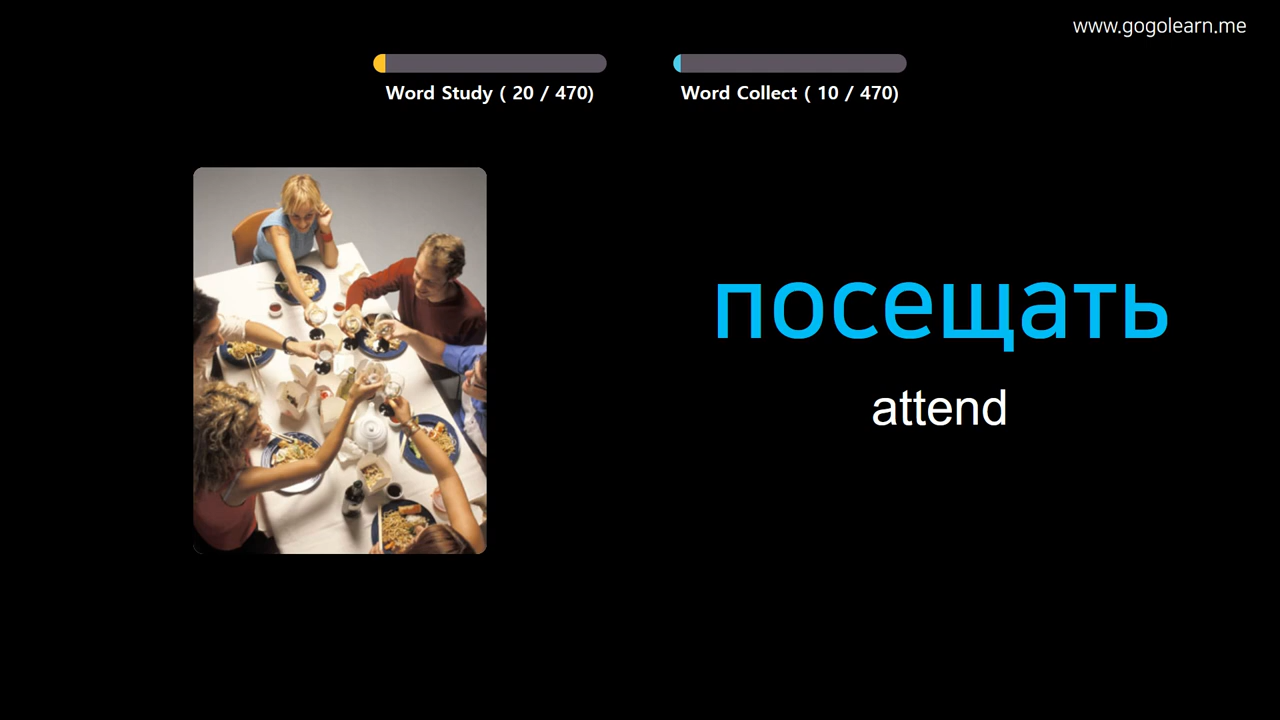 www.gogolearn.me
Word Study ( 20 / 470)
Word Collect ( 10 / 470)
посещать
attend